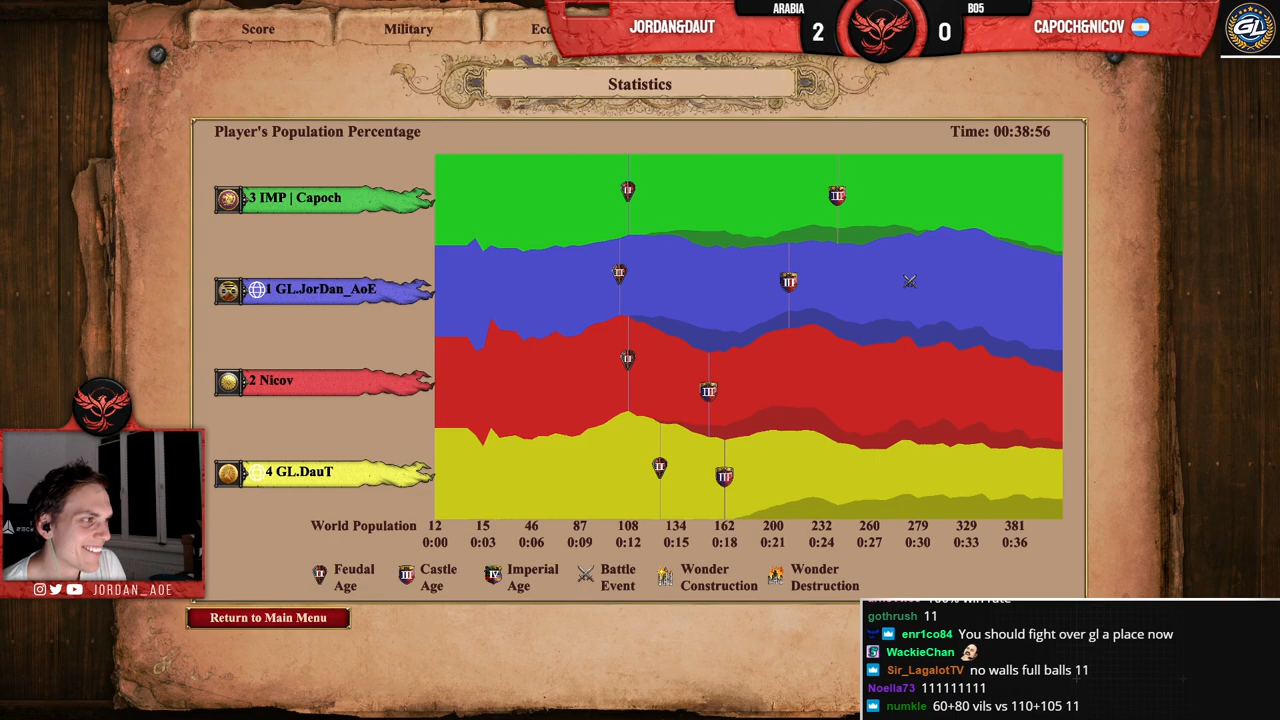 Score
Military
Eco
JORDAN&DAUT
ARABIA
2
0
BO5
CAPOCH&NICOV
GL
Statistics
Player's Population Percentage
Time: 00:38:56
3 IMP | Capoch
1 GL.JorDan_AoE
2 Nicov
4 GL.DauT
World Population 12 15 46 87 108 134 162 200 232 260 279 329 381
0:00 0:03 0:06 0:09 0:12 0:15 0:18 0:21 0:24 0:27 0:30 0:33 0:36
Feudal Age
Castle Age
Imperial Age
Battle Event
Wonder Construction
Wonder Destruction
Return to Main Menu
JORDAN_AOE
gothrush 11
enr1co84 You should fight over gl a place now
WackieChan
Sir_LagalotTV no walls full balls 11
Noella73 111111111
numkle 60+80 vils vs 110+105 11